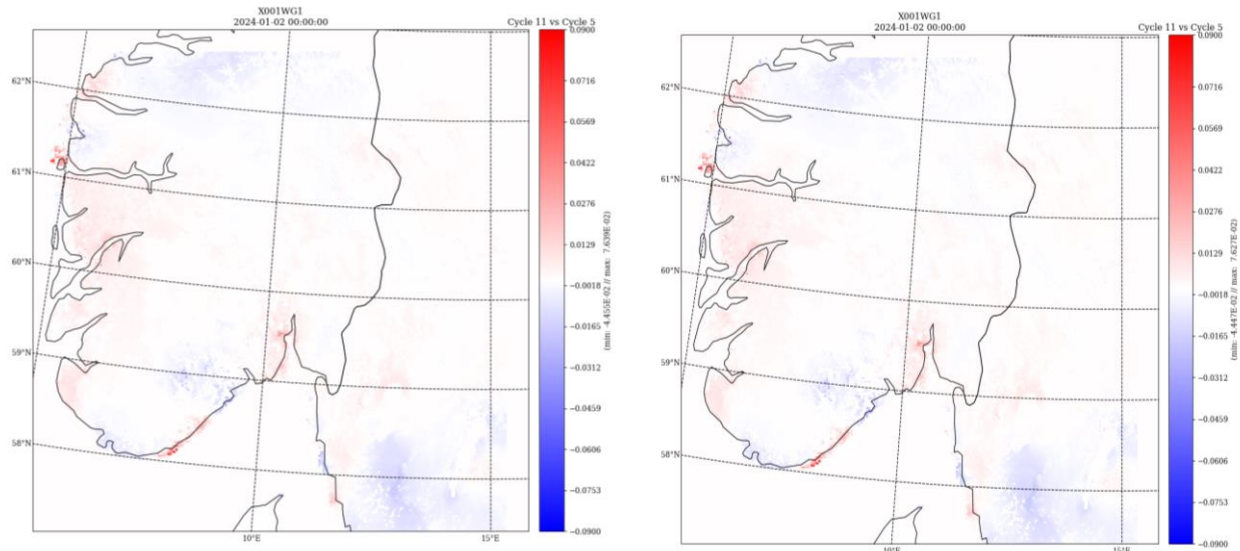 X001WG1
2024-01-02 00:00:00
Cycle 11 vs Cycle 5
62°N
61°N
60°N
59°N
58°N
10°E
15°E
0.0900
0.0716
0.0569
0.0422
0.0276
0.0129
−0.0018
−0.0165
−0.0312
−0.0459
−0.0606
−0.0753
−0.0900
(min: -4.455E-02 // max: 7.639E-02)
X001WG1
2024-01-02 00:00:00
Cycle 11 vs Cycle 5
62°N
61°N
60°N
59°N
58°N
10°E
15°E
0.0900
0.0716
0.0569
0.0422
0.0276
0.0129
−0.0018
−0.0165
−0.0312
−0.0459
−0.0606
−0.0753
−0.0900
(min: -4.447E-02 // max: 7.627E-02)